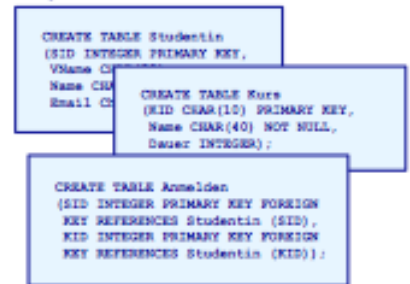 CREATE TABLE Studentin
(SID INTEGER PRIMARY KEY,
VName
Name
Email
CREATE TABLE Kurs
(KID CHAR(10) PRIMARY KEY,
Name CHAR(40) NOT NULL,
Dauer INTEGER);
CREATE TABLE Anmelden
(SID INTEGER PRIMARY KEY FOREIGN
KEY REFERENCES Studentin (SID),
KID INTEGER PRIMARY KEY FOREIGN
KEY REFERENCES Studentin (KID));